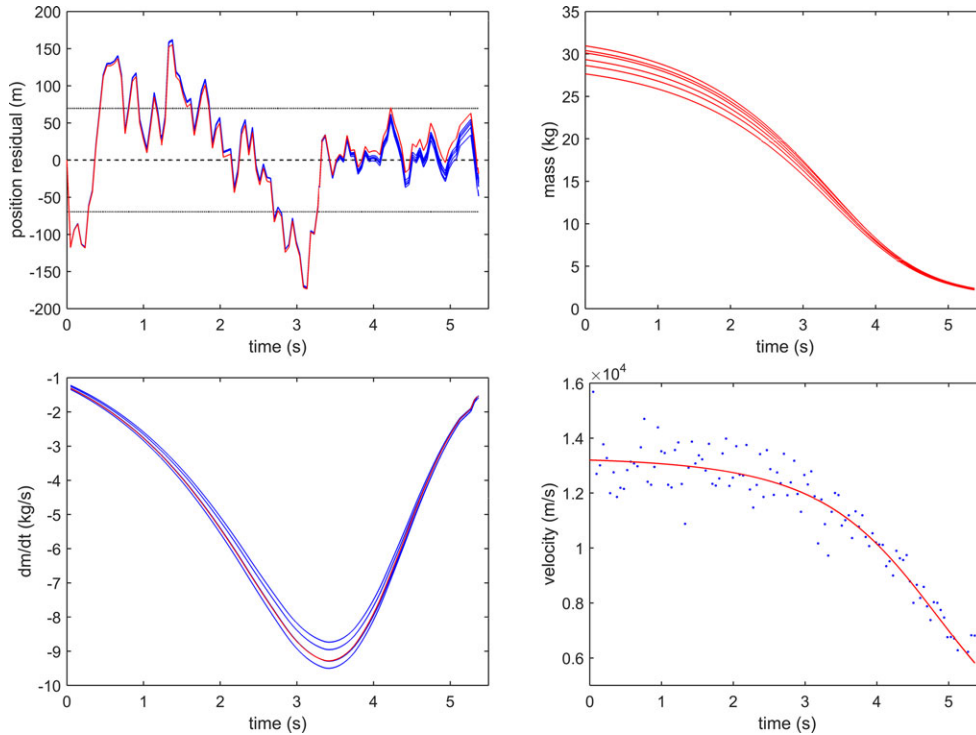 200
150
100
50
0
-50
-100
-150
-200
position residual (m)
0 1 2 3 4 5
time (s)
35
30
25
20
15
10
5
0
mass (kg)
0 1 2 3 4 5
time (s)
-1
-2
-3
-4
-5
-6
-7
-8
-9
-10
dm/dt (kg/s)
0 1 2 3 4 5
time (s)
×10⁴
1.6
1.4
1.2
1
0.8
0.6
velocity (m/s)
0 1 2 3 4 5
time (s)